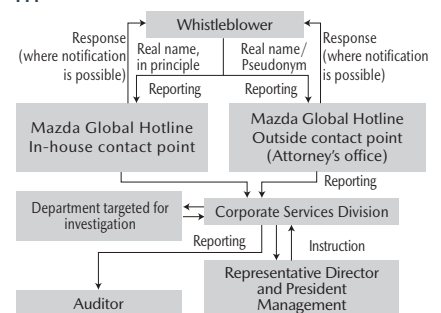 Whistleblower
Response
(where notification
is possible)
Real name,
in principle
Real name/
Pseudonym
Response
(where notification
is possible)
Reporting
Reporting
Mazda Global Hotline
In-house contact point
Mazda Global Hotline
Outside contact point
(Attorney's office)
Reporting
Department targeted for
investigation
Corporate Services Division
Reporting
Instruction
Representative Director
and President
Management
Auditor